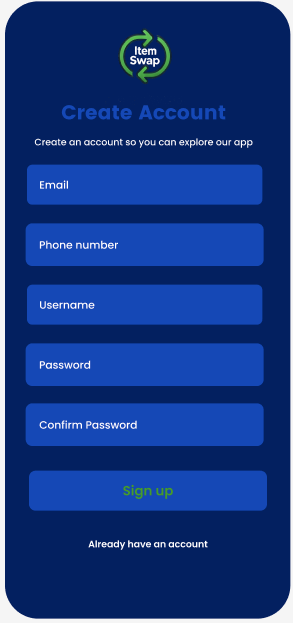 Item
Swap
Create Account
Create an account so you can explore our app
Email
Phone number
Username
Password
Confirm Password
Sign up
Already have an account